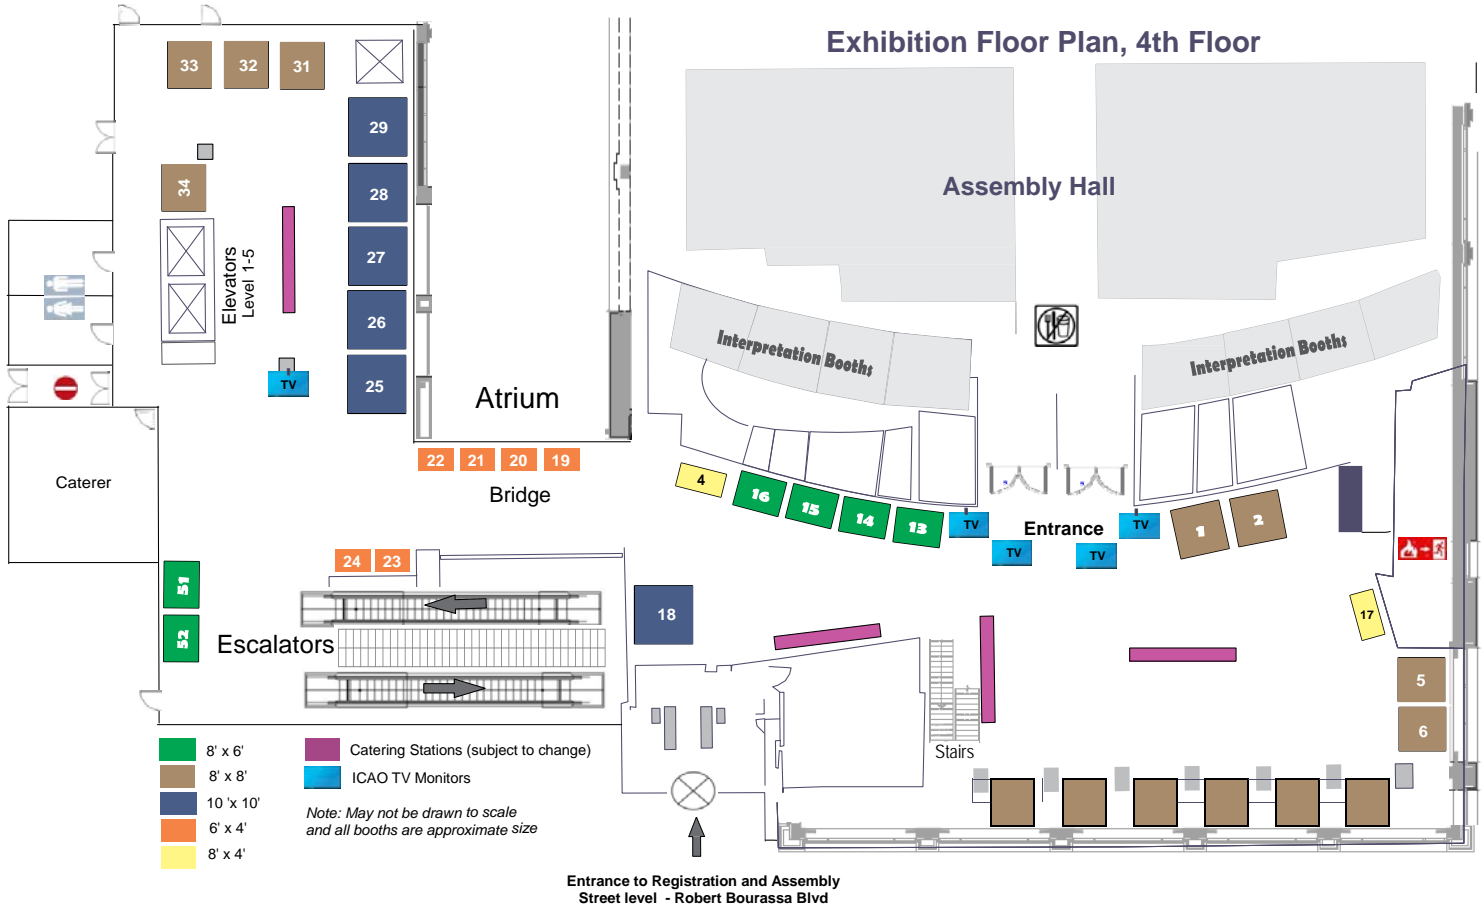 Exhibition Floor Plan, 4th Floor
33
32
31
29
Assembly Hall
34
28
Elevators
Level 1-5
27
26
Interpretation Booths
Interpretation Booths
25
TV
Atrium
22
21
20
19
Bridge
Caterer
4
16
15
14
13
TV
TV
Entrance
TV
TV
1
2
24
23
51
52
18
17
Escalators
5
6
Stairs
8' x 6'
8' x 8'
10 'x 10'
6' x 4'
8' x 4'
Catering Stations (subject to change)
ICAO TV Monitors
Note: May not be drawn to scale
and all booths are approximate size
Entrance to Registration and Assembly
Street level - Robert Bourassa Blvd